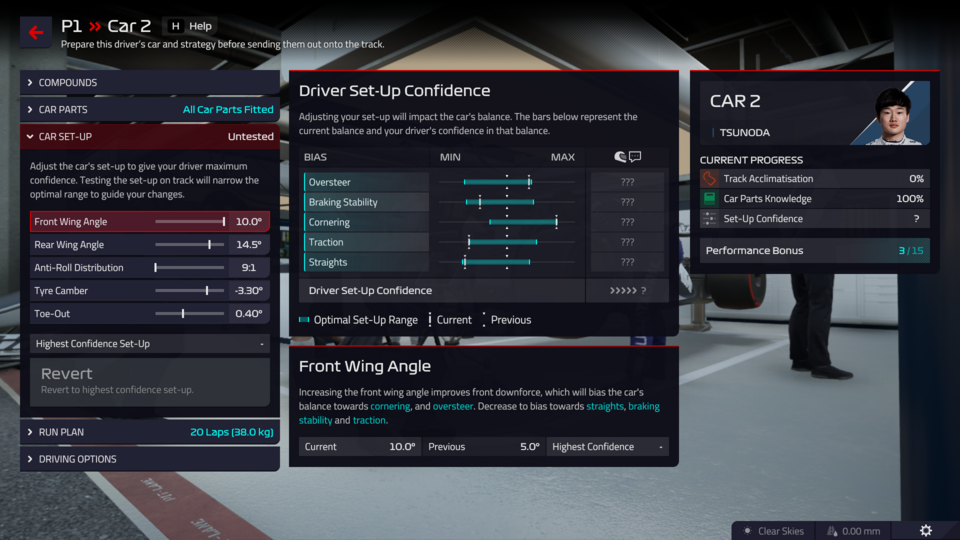 P1 » Car 2
H Help
Prepare this driver's car and strategy before sending them out onto the track.
COMPOUNDS
CAR PARTS All Car Parts Fitted
CAR SET-UP Untested
Adjust the car's set-up to give your driver maximum
confidence. Testing the set-up on track will narrow the
optimal range to guide your changes.
Front Wing Angle 10.0°
Rear Wing Angle 14.5°
Anti-Roll Distribution 9:1
Tyre Camber -3.30°
Toe-Out 0.40°
Highest Confidence Set-Up -
Revert
Revert to highest confidence set-up.
RUN PLAN 20 Laps (38.0 kg)
DRIVING OPTIONS
Driver Set-Up Confidence
Adjusting your set-up will impact the car's balance. The bars below represent the
current balance and your driver's confidence in that balance.
BIAS MIN MAX
Oversteer ???
Braking Stability ???
Cornering ???
Traction ???
Straights ???
Driver Set-Up Confidence >>>>> ?
Optimal Set-Up Range Current Previous
Front Wing Angle
Increasing the front wing angle improves front downforce, which will bias the car's
balance towards cornering, and oversteer. Decrease to bias towards straights, braking
stability and traction.
Current 10.0° Previous 5.0° Highest Confidence -
CAR 2
TSUNODA
CURRENT PROGRESS
Track Acclimatisation 0%
Car Parts Knowledge 100%
Set-Up Confidence ?
Performance Bonus 3 / 15
PIT-LANE
PIT-LANE
Clear Skies 0.00 mm